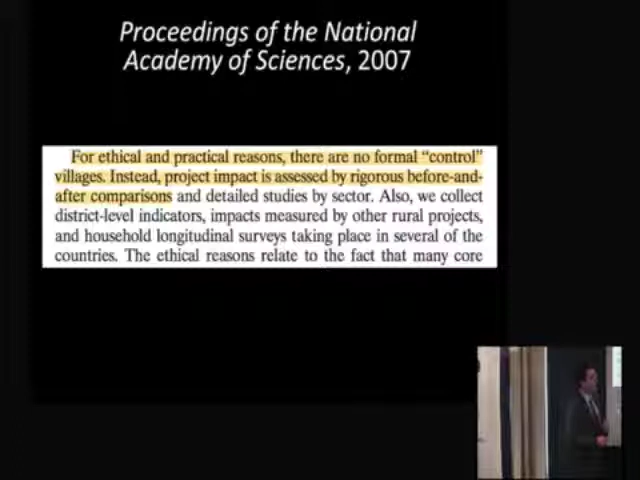 Proceedings of the National
Academy of Sciences, 2007
For ethical and practical reasons, there are no formal “control”
villages. Instead, project impact is assessed by rigorous before-and-
after comparisons and detailed studies by sector. Also, we collect
district-level indicators, impacts measured by other rural projects,
and household longitudinal surveys taking place in several of the
countries. The ethical reasons relate to the fact that many core